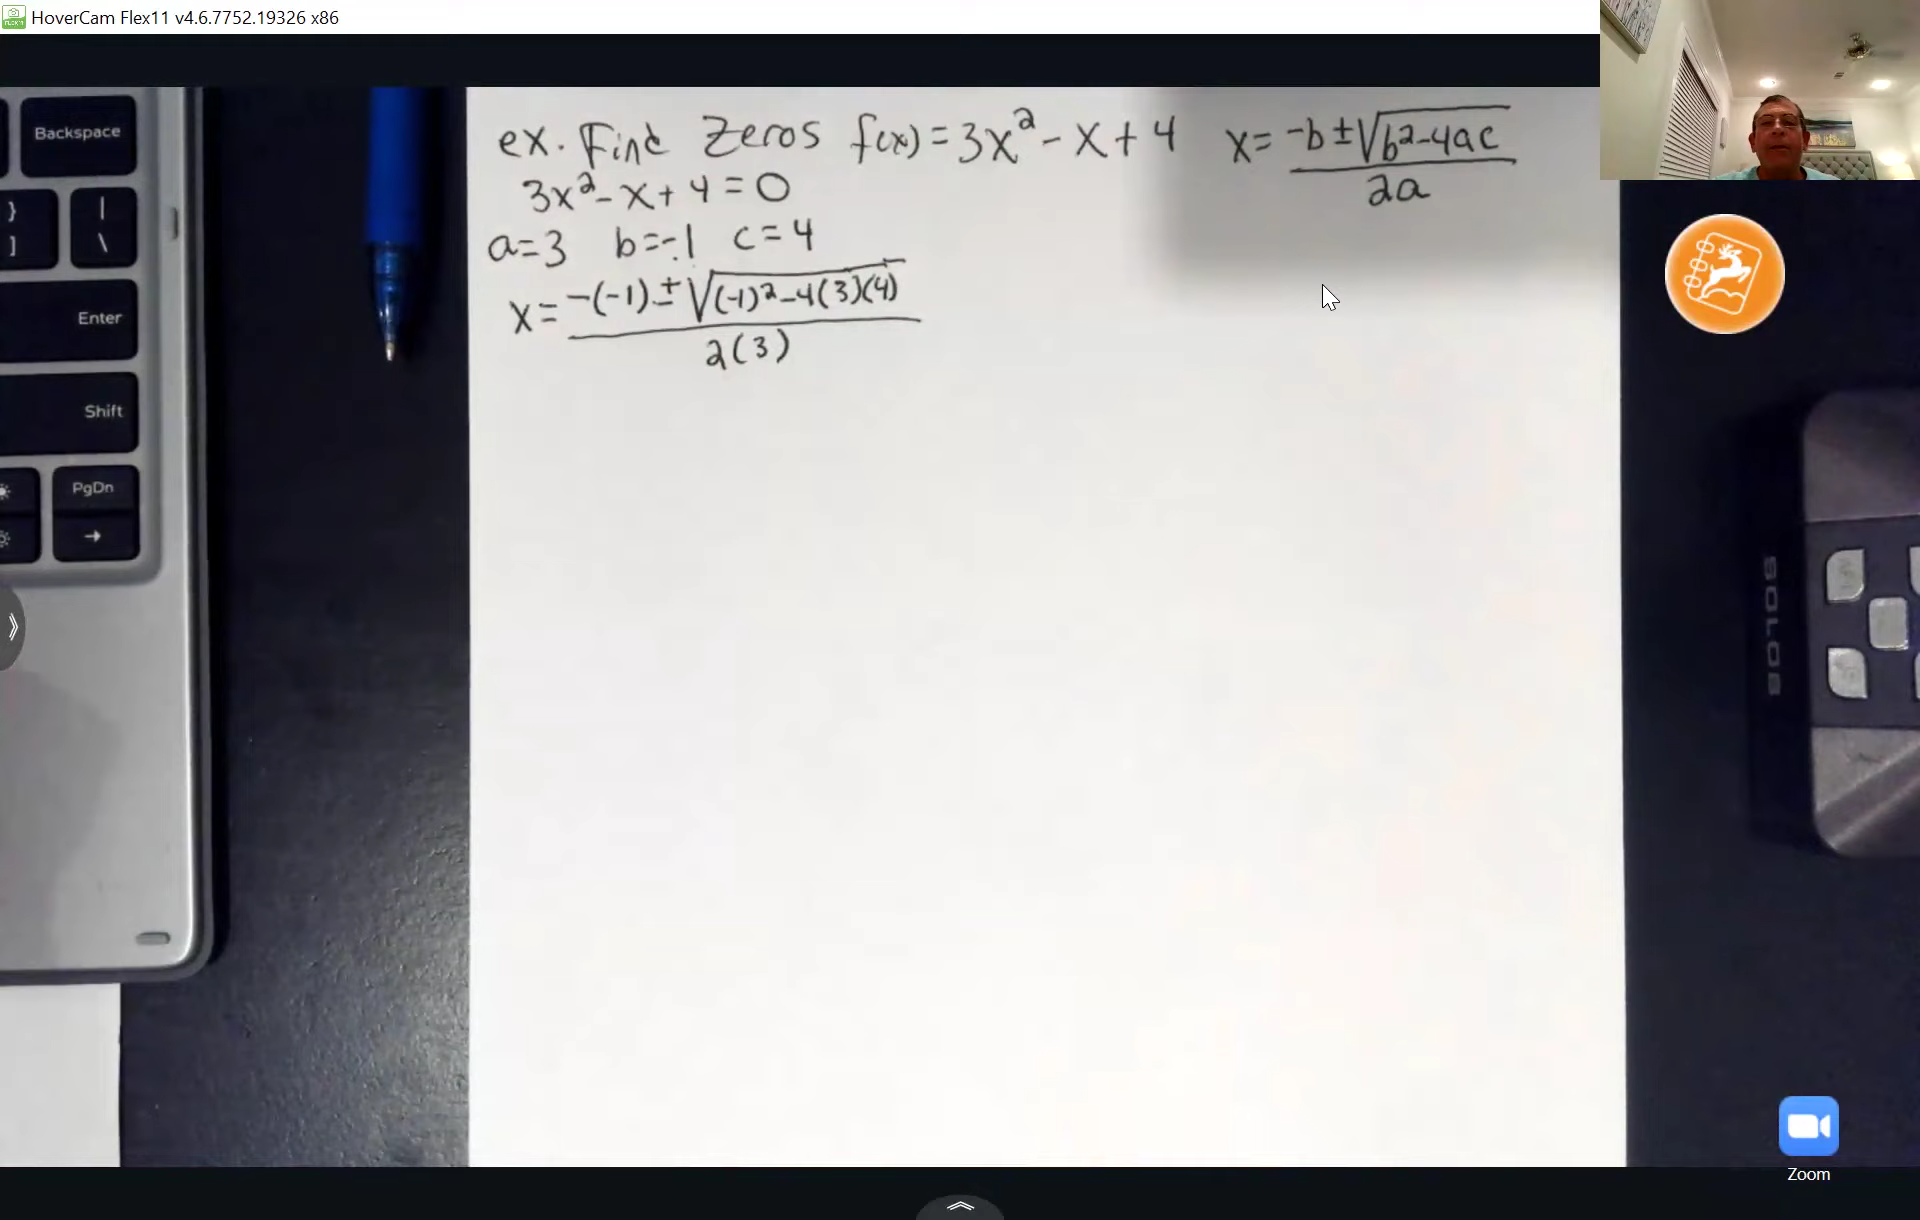 HoverCam Flex11 v4.6.7752.19326 x86
Backspace
}
]
|
\
Enter
Shift
PgDn
→
ex. Find zeros f(x) = 3x² - x + 4
x = (-b ± √(b² - 4ac)) / 2a
3x² - x + 4 = 0
a = 3 b = -1 c = 4
x = (-(-1) ± √((-1)² - 4(3)(4))) / 2(3)
SOLOS
Zoom